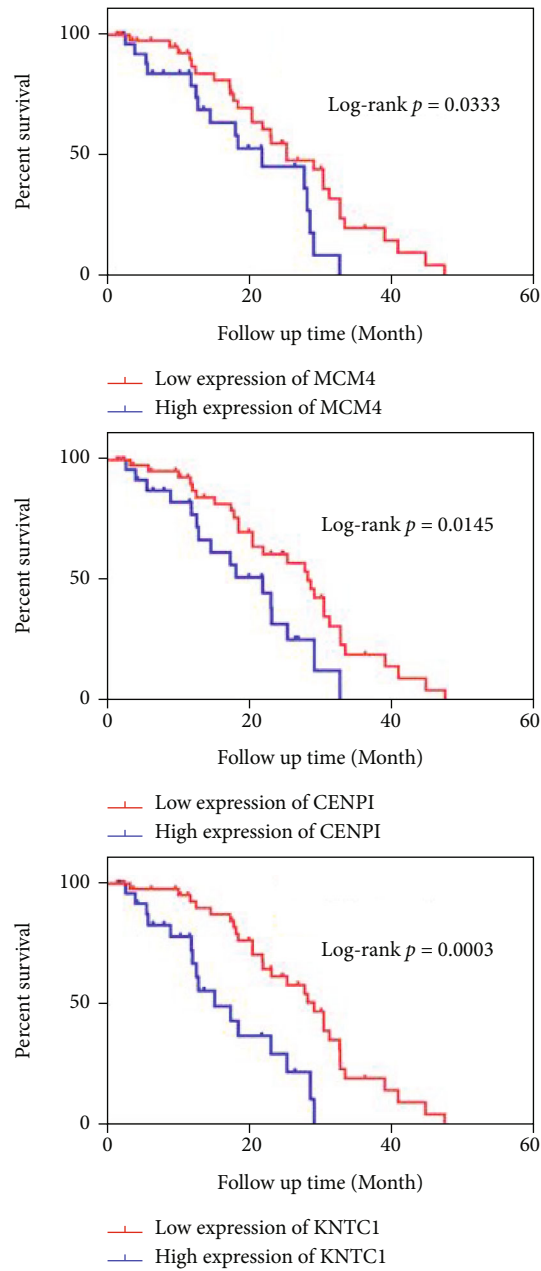 100
Log-rank p = 0.0333
Percent survival
50
0
0 20 40 60
Follow up time (Month)
Low expression of MCM4
High expression of MCM4
100
Log-rank p = 0.0145
Percent survival
50
0
0 20 40 60
Follow up time (Month)
Low expression of CENPI
High expression of CENPI
100
Log-rank p = 0.0003
Percent survival
50
0
0 20 40 60
Follow up time (Month)
Low expression of KNTC1
High expression of KNTC1